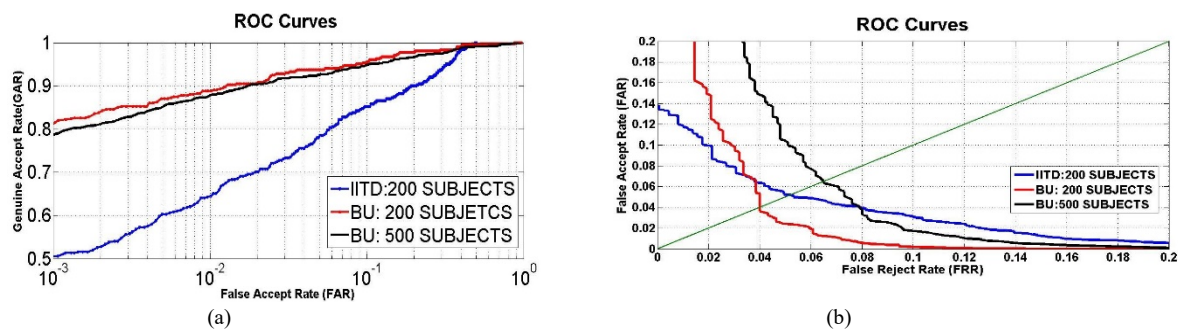 ROC Curves
Genuine Accept Rate(GAR)
1
0.9
0.8
0.7
0.6
0.5
IITD:200 SUBJECTS
BU: 200 SUBJETCS
BU: 500 SUBJECTS
10-3
10-2
10-1
100
False Accept Rate (FAR)
(a)
ROC Curves
False Accept Rate (FAR)
0.2
0.18
0.16
0.14
0.12
0.1
0.08
0.06
0.04
0.02
0
IITD:200 SUBJECTS
BU: 200 SUBJECTS
BU:500 SUBJECTS
0 0.02 0.04 0.06 0.08 0.1 0.12 0.14 0.16 0.18 0.2
False Reject Rate (FRR)
(b)